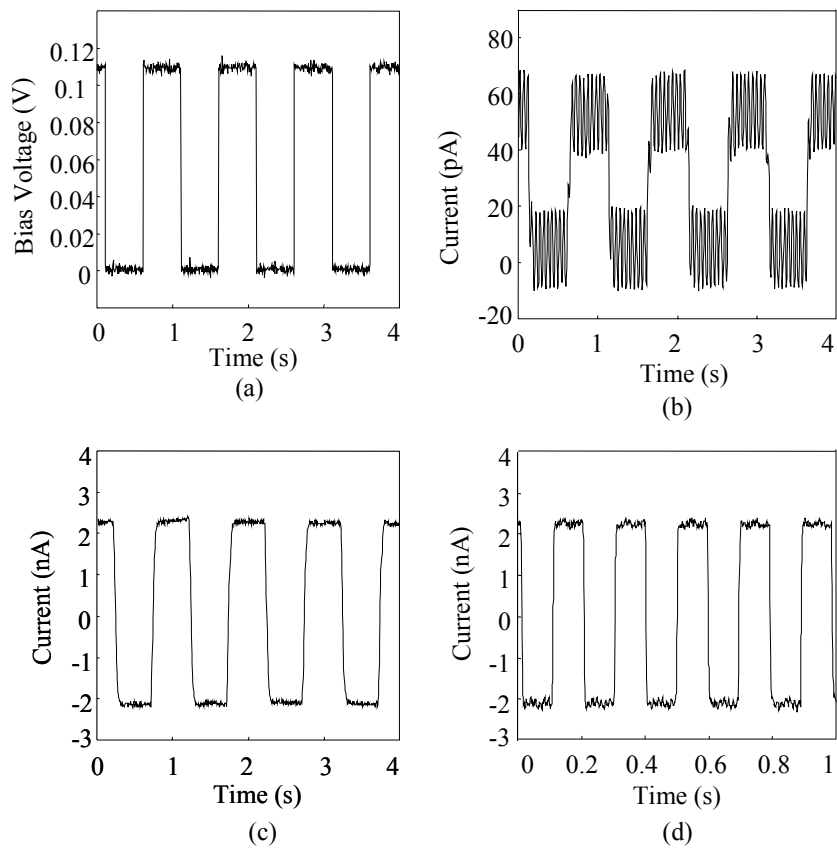 0.12
0.1
0.08
0.06
0.04
0.02
0
Bias Voltage (V)
0 1 2 3 4
Time (s)
(a)
80
60
40
20
0
-20
Current (pA)
0 1 2 3 4
Time (s)
(b)
4
3
2
1
0
-1
-2
-3
Current (nA)
0 1 2 3 4
Time (s)
(c)
4
3
2
1
0
-1
-2
-3
Current (nA)
0 0.2 0.4 0.6 0.8 1
Time (s)
(d)